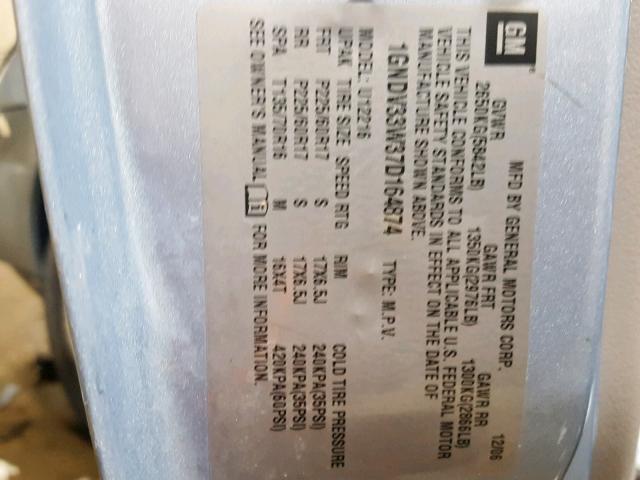 GM
MFD BY GENERAL MOTORS CORP. 12/06
GVWR GAWR FRT GAWR RR
2650KG(5842LB) 1350KG(2976LB) 1300KG(2866LB)
THIS VEHICLE CONFORMS TO ALL APPLICABLE U.S. FEDERAL MOTOR
VEHICLE SAFETY STANDARDS IN EFFECT ON THE DATE OF
MANUFACTURE SHOWN ABOVE.
1GNDV33W37D164874 TYPE: M.P.V.
MODEL: U12216
UPAK TIRE SIZE SPEED RTG RIM COLD TIRE PRESSURE
FRT P225/60R17 S 17X6.5J 240KPA(35PSI)
RR P225/60R17 S 17X6.5J 240KPA(35PSI)
SPA T135/70R16 M 16X4T 420KPA(60PSI)
SEE OWNER'S MANUAL FOR MORE INFORMATION.